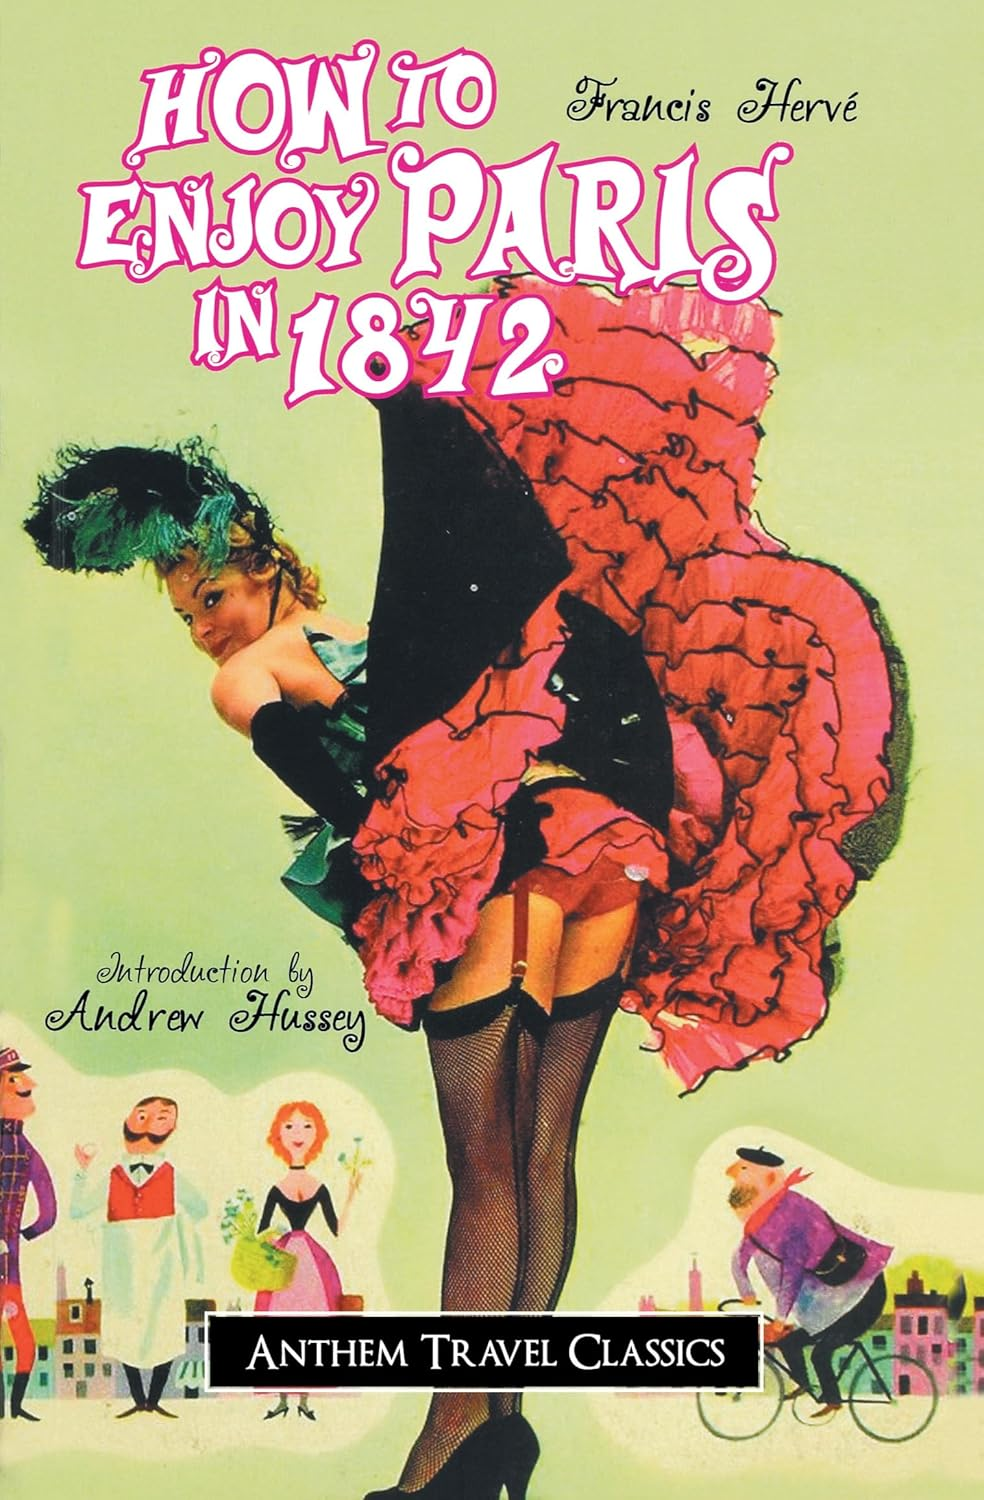 HOW TO
Francis Hervé
ENJOY PARIS
IN 1842
Introduction by
Andrew Hussey
ANTHEM TRAVEL CLASSICS